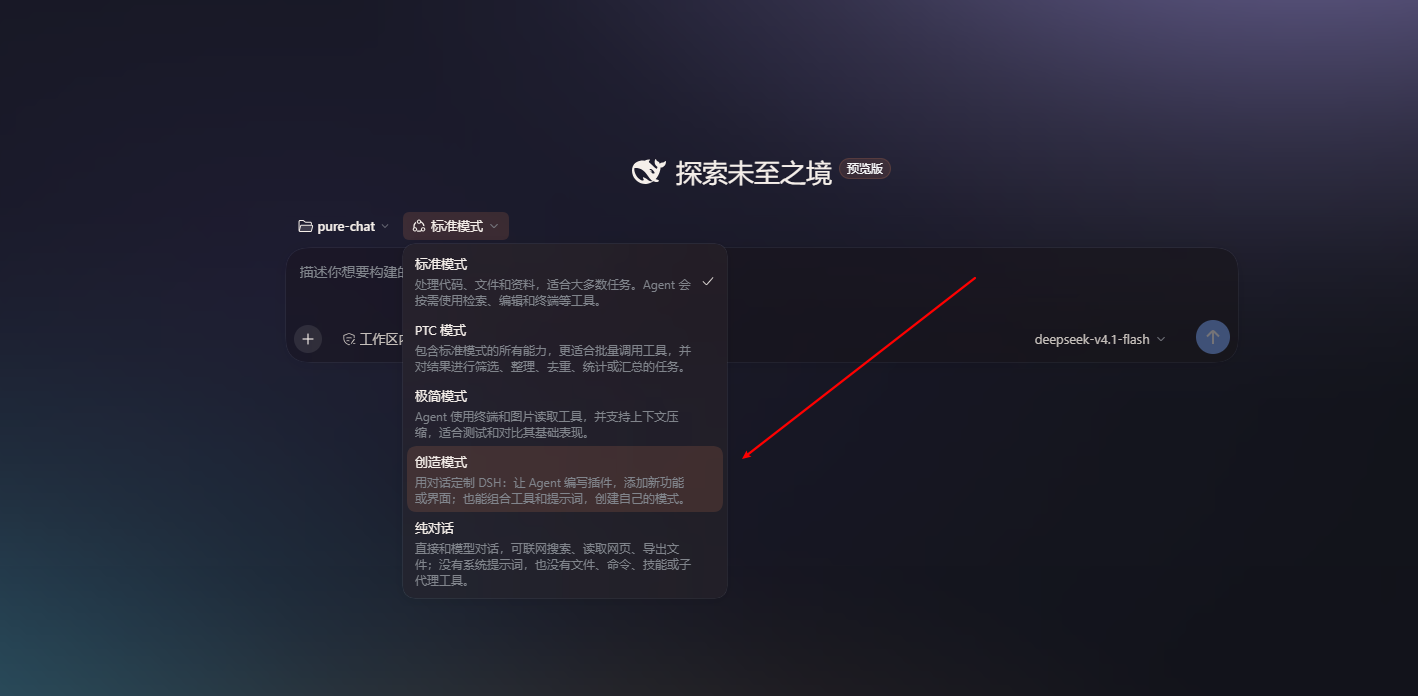 探索未至之境 预览版
pure-chat 标准模式
描述你想要构建的
标准模式
处理代码、文件和资料，适合大多数任务。Agent 会
按需使用检索、编辑和终端等工具。
PTC 模式
包含标准模式的所有能力，更适合批量调用工具，并
对结果进行筛选、整理、去重、统计或汇总的任务。
极简模式
Agent 使用终端和图片读取工具，并支持上下文压
缩，适合测试和对比其基础表现。
创造模式
用对话定制 DSH：让 Agent 编写插件，添加新功能
或界面；也能组合工具和提示词，创建自己的模式。
纯对话
直接和模型对话，可联网搜索、读取网页、导出文
件；没有系统提示词，也没有文件、命令、技能或子
代理工具。
工作区
deepseek-v4.1-flash